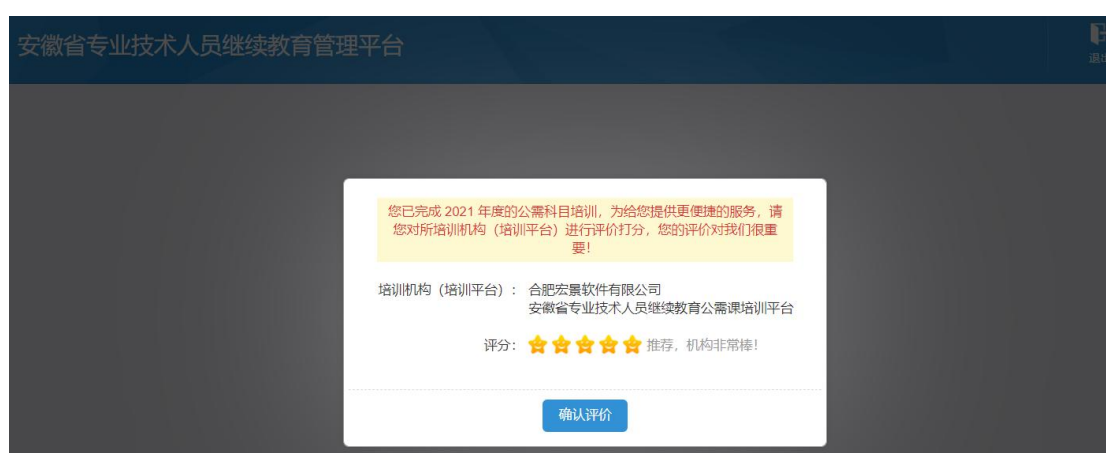 安徽省专业技术人员继续教育管理平台
退出
您已完成 2021 年度的公需科目培训，为给您提供更便捷的服务，请
您对所培训机构（培训平台）进行评价打分，您的评价对我们很重
要！
培训机构（培训平台）： 合肥宏景软件有限公司
安徽省专业技术人员继续教育公需课培训平台
评分： 推荐，机构非常棒！
确认评价